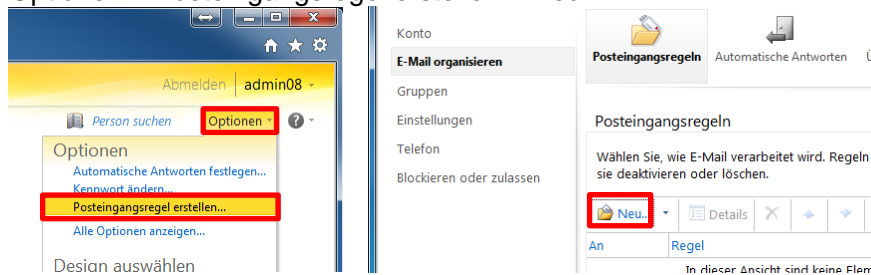 Abmelden admin08
Person suchen Optionen
Optionen
Automatische Antworten festlegen...
Kennwort ändern...
Posteingangsregel erstellen...
Alle Optionen anzeigen...
Design auswählen
Konto
E-Mail organisieren
Gruppen
Einstellungen
Telefon
Blockieren oder zulassen
Posteingangsregeln Automatische Antworten
Posteingangsregeln
Wählen Sie, wie E-Mail verarbeitet wird. Regeln
sie deaktivieren oder löschen.
Neu... Details
An Regel
In dieser Ansicht sind keine Elem